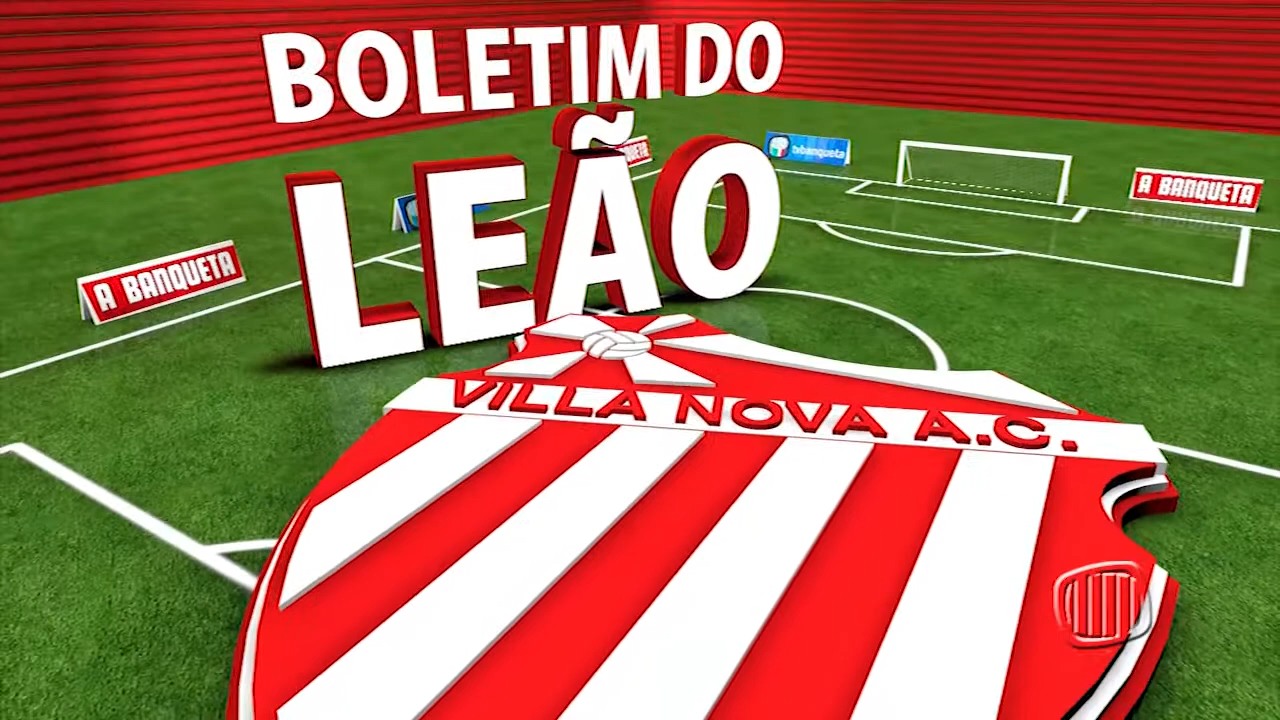 BOLETIM DO
LEÃO
tvbanqueta
A BANQUETA
A BANQUETA
VILLA NOVA A.C.